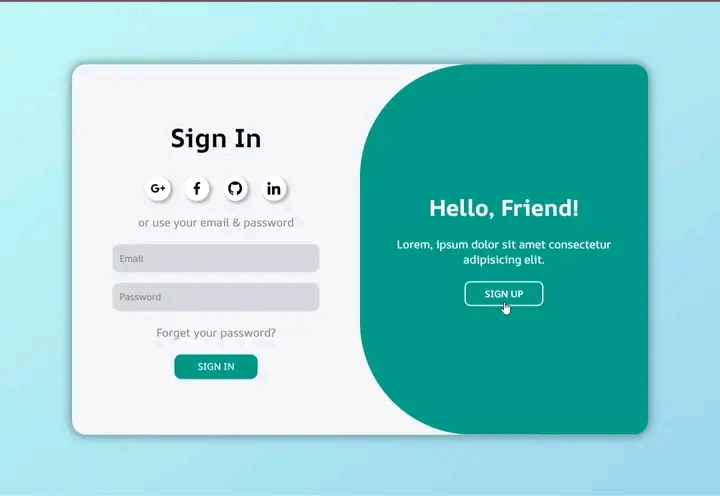 Sign In
G+ f in
or use your email & password
Email
Password
Forget your password?
SIGN IN
Hello, Friend!
Lorem, ipsum dolor sit amet consectetur
adipisicing elit.
SIGN UP